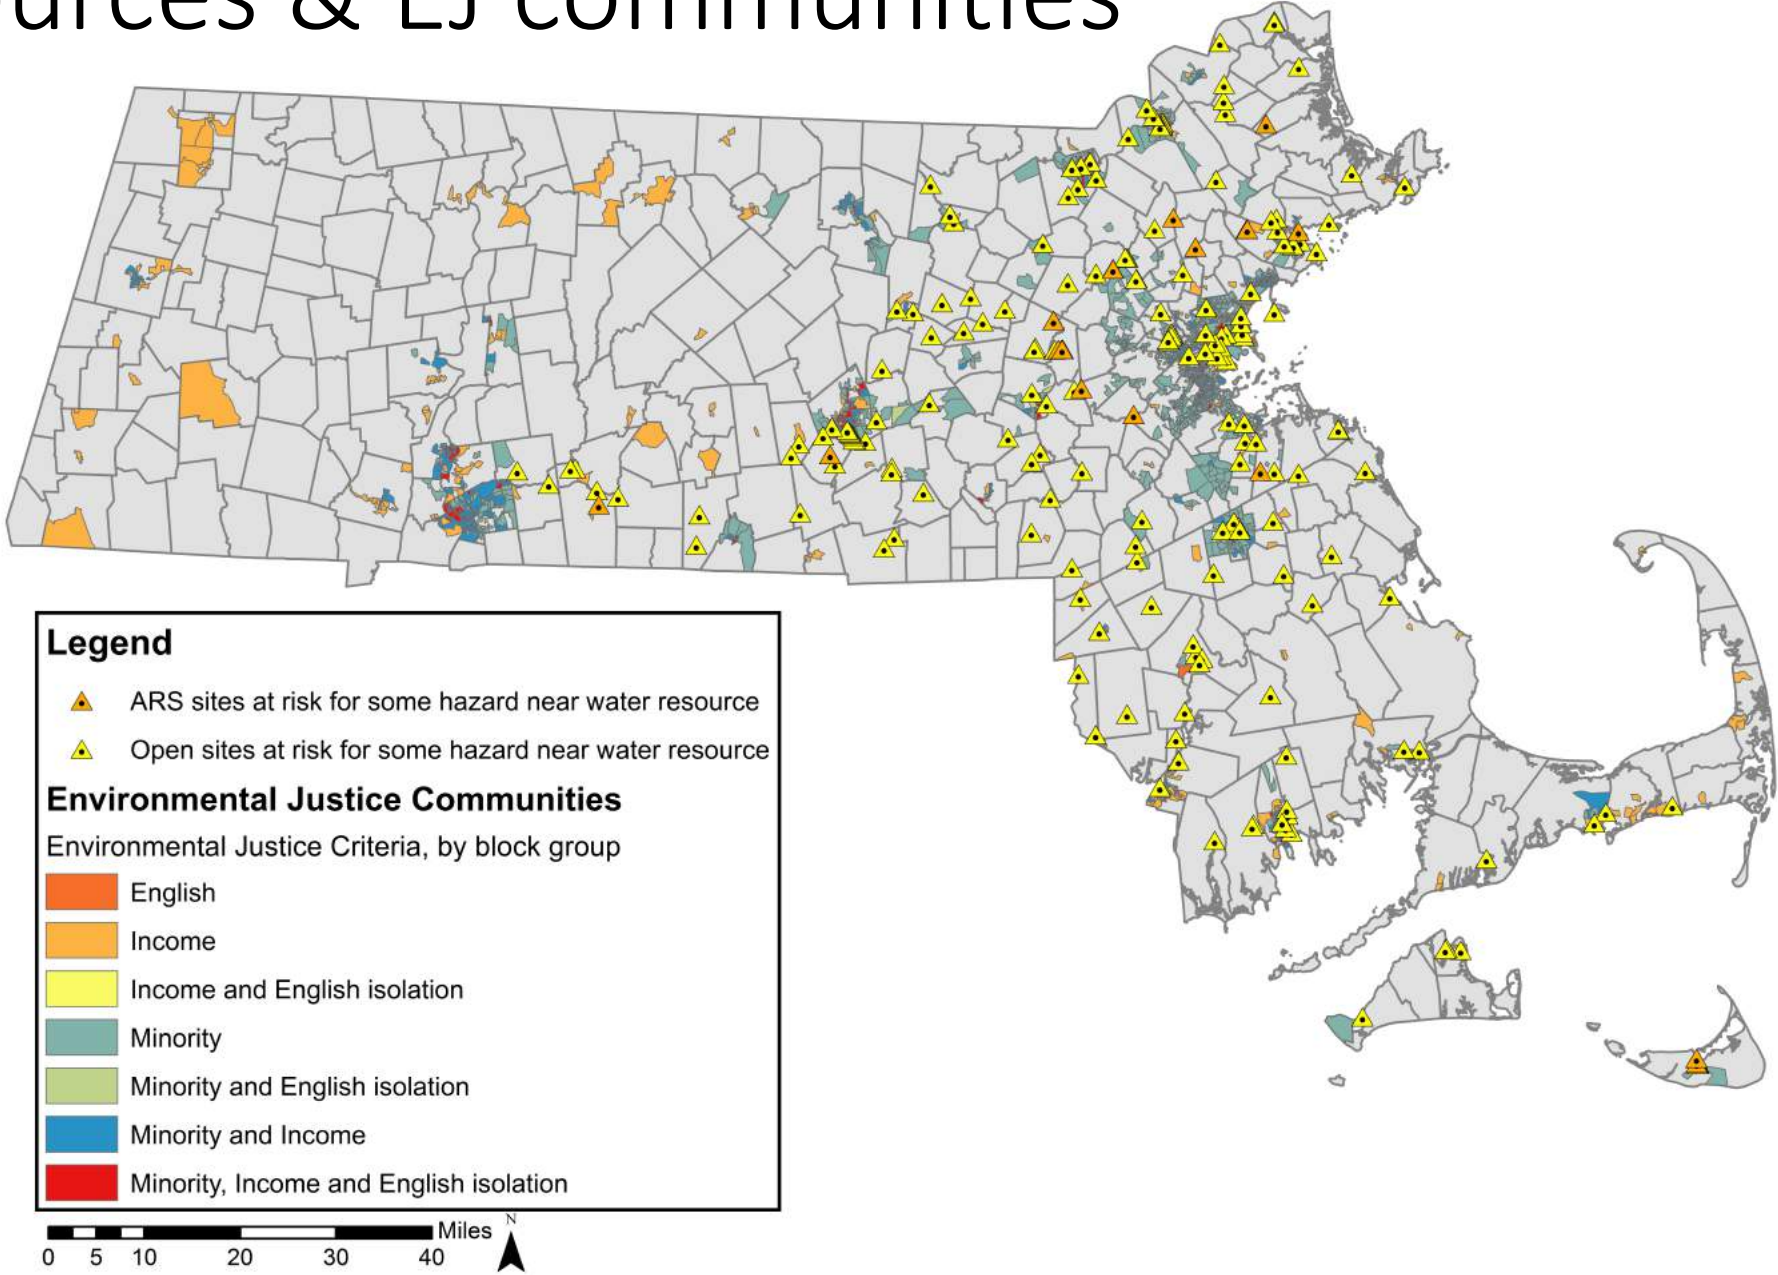 & EJ communities
Legend
ARS sites at risk for some hazard near water resource
Open sites at risk for some hazard near water resource
Environmental Justice Communities
Environmental Justice Criteria, by block group
English
Income
Income and English isolation
Minority
Minority and English isolation
Minority and Income
Minority, Income and English isolation
Miles
N
0 5 10 20 30 40